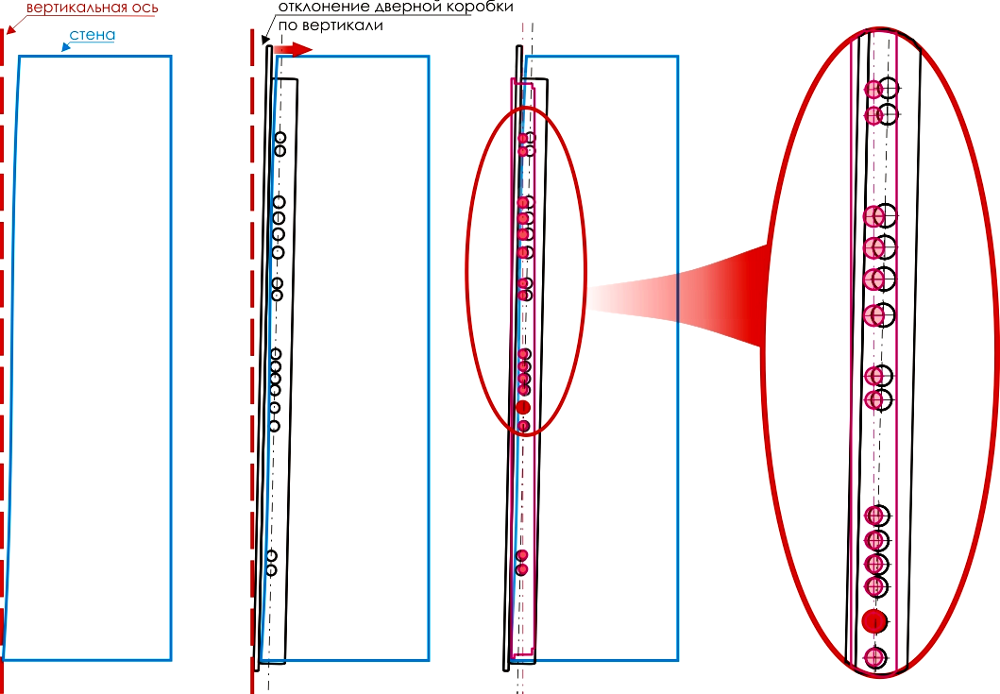 вертикальная ось
стена
отклонение дверной коробки
по вертикали